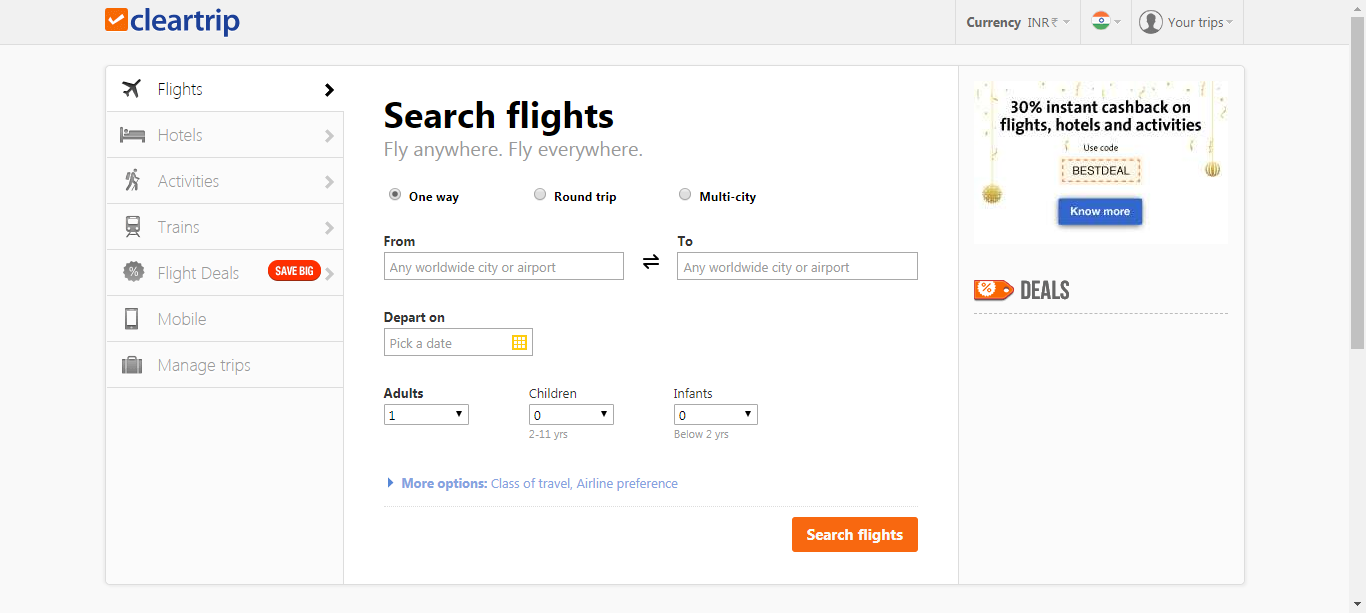 cleartrip
Currency INR₹
Your trips
Flights
Hotels
Activities
Trains
Flight Deals SAVE BIG
Mobile
Manage trips
Search flights
Fly anywhere. Fly everywhere.
One way Round trip Multi-city
From To
Any worldwide city or airport Any worldwide city or airport
Depart on
Pick a date
Adults Children Infants
1 0 0
2-11 yrs Below 2 yrs
More options: Class of travel, Airline preference
Search flights
30% instant cashback on
flights, hotels and activities
Use code
BESTDEAL
Know more
% DEALS